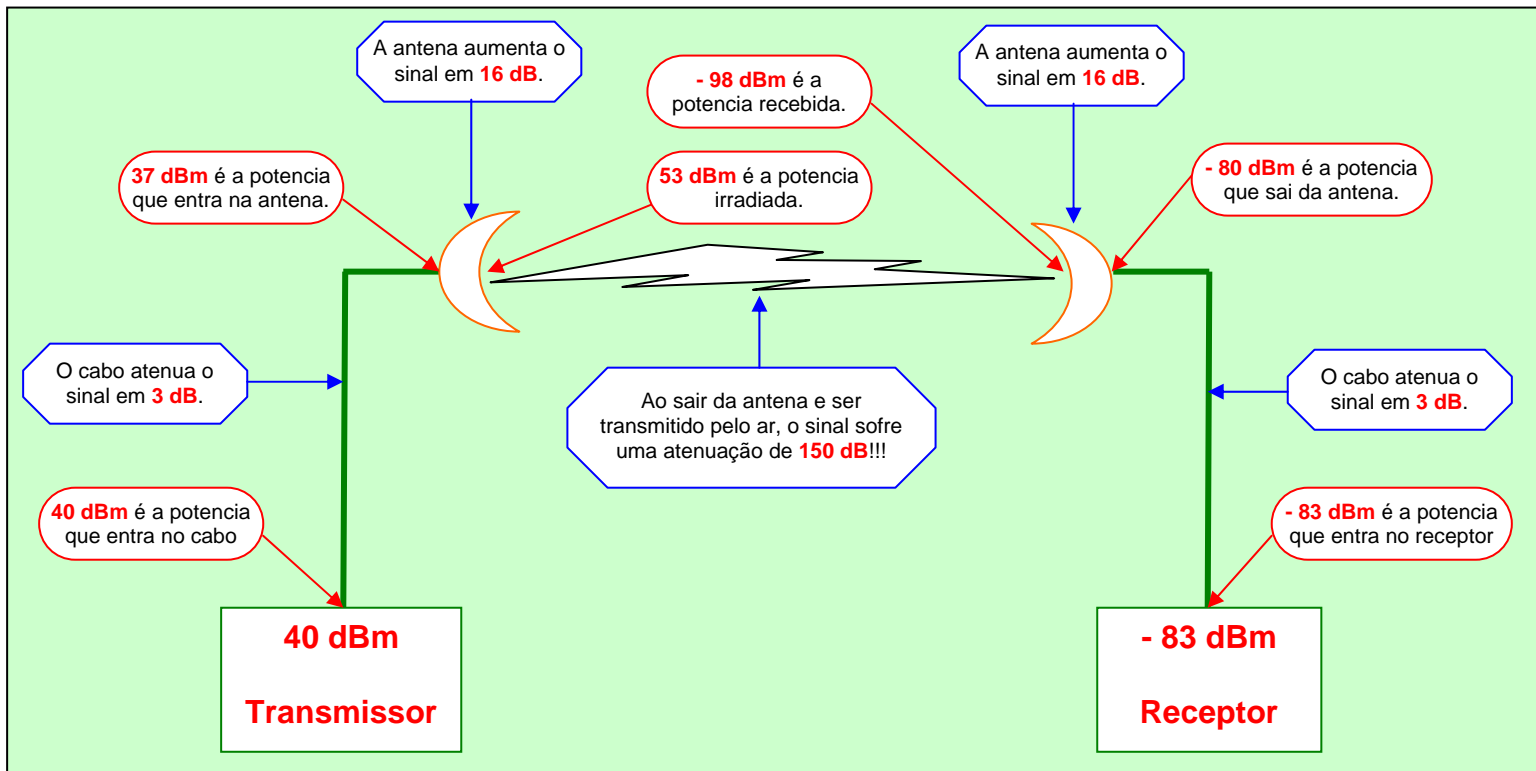 A antena aumenta o
sinal em 16 dB.
- 98 dBm é a
potencia recebida.
A antena aumenta o
sinal em 16 dB.
37 dBm é a potencia
que entra na antena.
53 dBm é a potencia
irradiada.
- 80 dBm é a potencia
que sai da antena.
O cabo atenua o
sinal em 3 dB.
Ao sair da antena e ser
transmitido pelo ar, o sinal sofre
uma atenuação de 150 dB!!!
O cabo atenua o
sinal em 3 dB.
40 dBm é a potencia
que entra no cabo
- 83 dBm é a potencia
que entra no receptor
40 dBm
Transmissor
- 83 dBm
Receptor